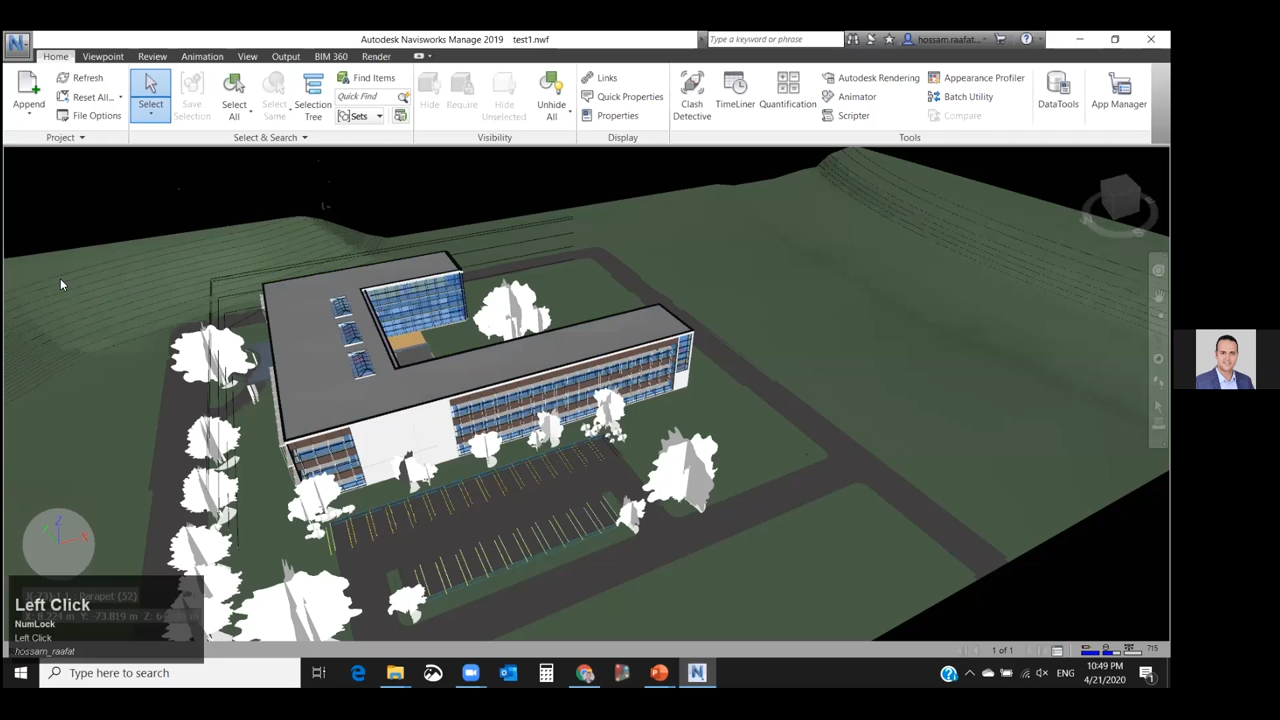 Autodesk Navisworks Manage 2019 test1.nwf
Type a keyword or phrase
hossam.raafat...
Home Viewpoint Review Animation View Output BIM 360 Render
Append
Refresh
Reset All...
File Options
Project
Select
Save Selection
Select All
Select Same
Selection Tree
Find Items
Quick Find
Sets
Select & Search
Hide
Require
Hide Unselected
Unhide All
Visibility
Links
Quick Properties
Properties
Display
Clash Detective
TimeLiner
Quantification
Autodesk Rendering
Animator
Scripter
Appearance Profiler
Batch Utility
Compare
Tools
DataTools
App Manager
Z
X
Parapet (52)
Left Click
NumLock
Left Click
hossam_raafat
1 of 1
715
Type here to search
ENG
10:49 PM
4/21/2020